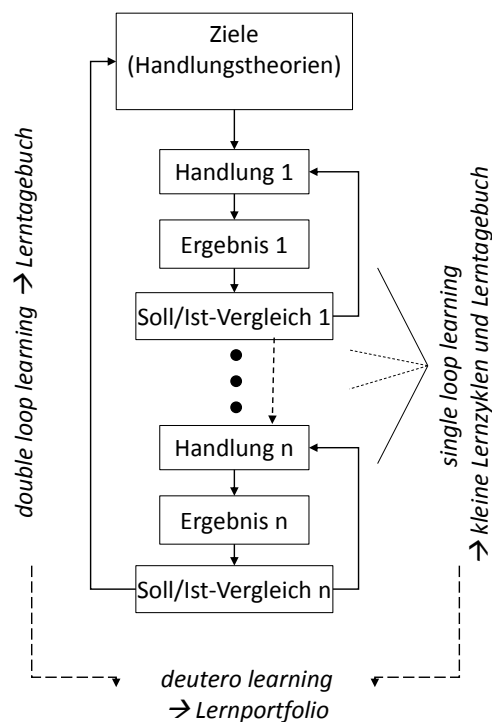 Ziele
(Handlungstheorien)
Handlung 1
Ergebnis 1
Soll/Ist-Vergleich 1
Handlung n
Ergebnis n
Soll/Ist-Vergleich n
double loop learning → Lerntagebuch
single loop learning
→ kleine Lernzyklen und Lerntagebuch
deutero learning
→ Lernportfolio